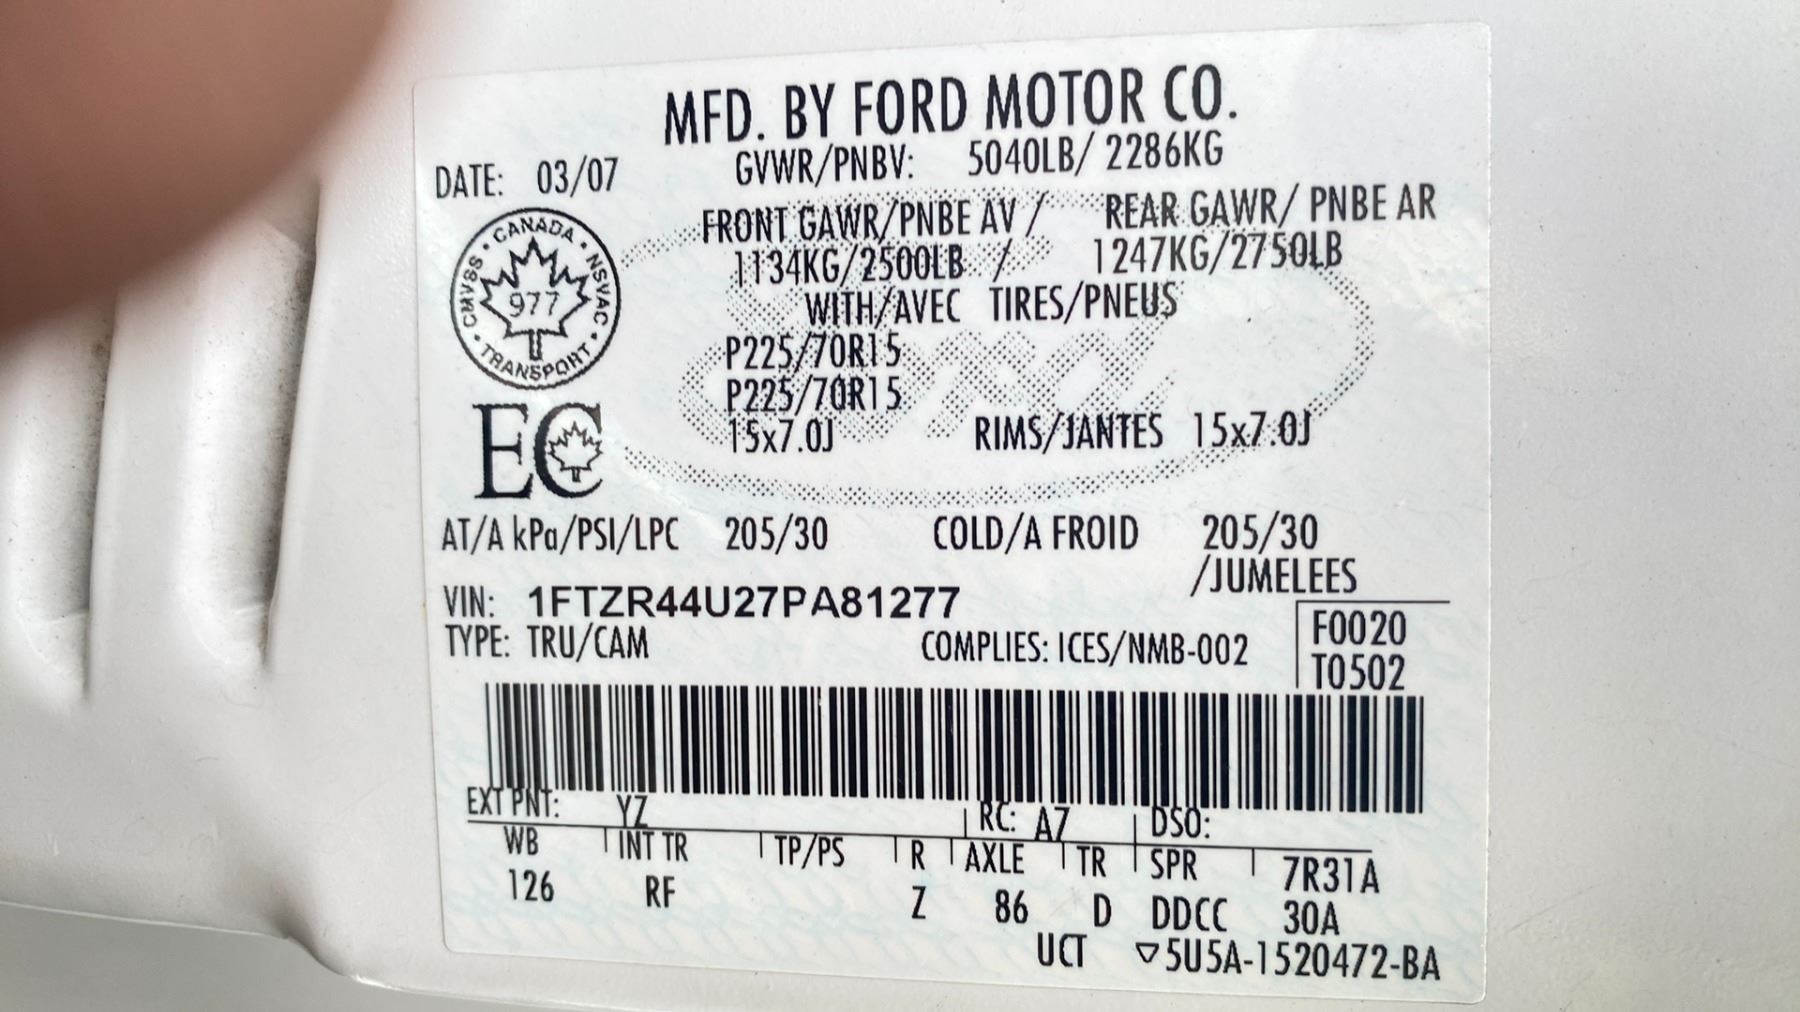 MFD. BY FORD MOTOR CO.
DATE: 03/07 GVWR/PNBV: 5040LB/ 2286KG
FRONT GAWR/PNBE AV / REAR GAWR/ PNBE AR
1134KG/2500LB / 1247KG/2750LB
WITH/AVEC TIRES/PNEUS
P225/70R15
P225/70R15
15x7.0J RIMS/JANTES 15x7.0J
CANADA • NSVAC • TRANSPORT • CMVSS •
977
EC
Ford
AT/A kPa/PSI/LPC 205/30 COLD/A FROID 205/30
/JUMELEES
VIN: 1FTZR44U27PA81277
TYPE: TRU/CAM COMPLIES: ICES/NMB-002
F0020
T0502
EXT PNT: YZ RC: A7 DSO:
WB INT TR TP/PS R AXLE TR SPR 7R31A
126 RF Z 86 D DDCC 30A
UCT ▽5U5A-1520472-BA